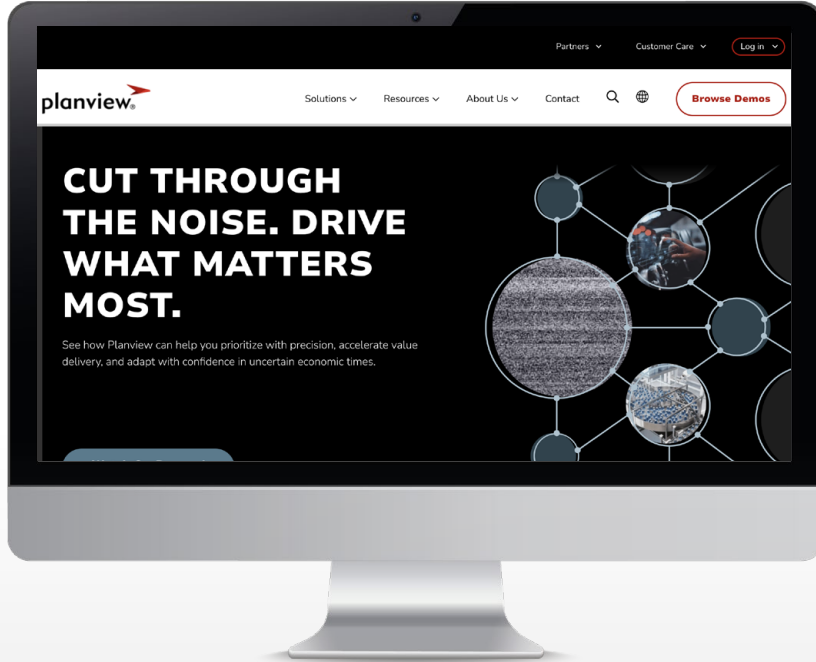 Partners
Customer Care
Log in
planview®
Solutions
Resources
About Us
Contact
Browse Demos
CUT THROUGH
THE NOISE. DRIVE
WHAT MATTERS
MOST.
See how Planview can help you prioritize with precision, accelerate value
delivery, and adapt with confidence in uncertain economic times.